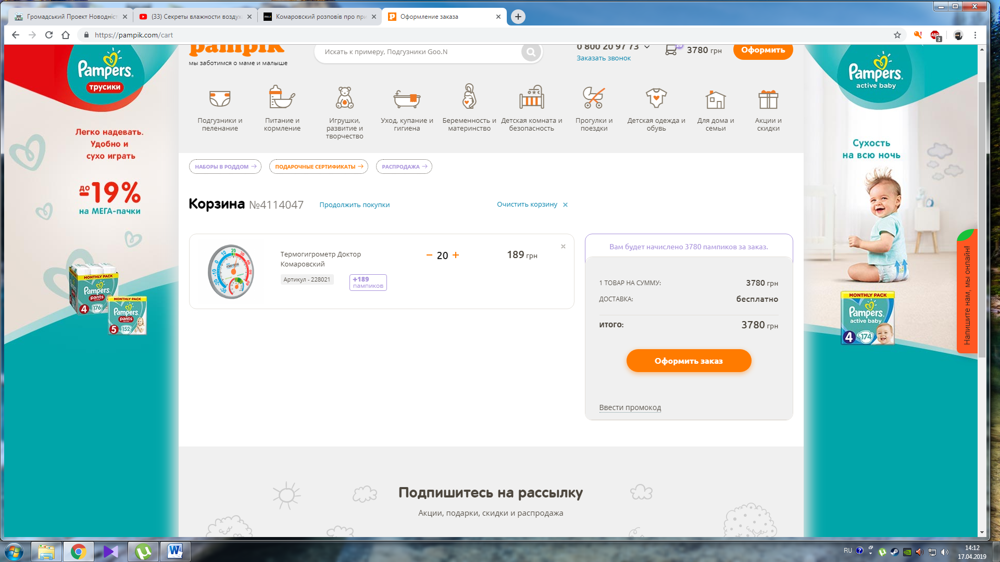 Громадський Проект Новодніст
(33) Секреты влажности воздух
Комаровский розповів про при
Оформление заказа
https://pampik.com/cart
3
pampik
мы заботимся о маме и малыше
Искать к примеру, Подгузники Goo.N
0 800 20 97 73
Заказать звонок
20
3780 грн
Оформить
Подгузники и пеленание
Питание и кормление
Игрушки, развитие и творчество
Уход, купание и гигиена
Беременность и материнство
Детская комната и безопасность
Прогулки и поездки
Детская одежда и обувь
Для дома и семьи
Акции и скидки
НАБОРЫ В РОДДОМ
ПОДАРОЧНЫЕ СЕРТИФИКАТЫ
РАСПРОДАЖА
Корзина №4114047
Продолжить покупки
Очистить корзину
Термогигрометр Доктор
Комаровский
Артикул - 228021
+189
пампиков
− 20 +
189 грн
Вам будет начислено 3780 пампиков за заказ.
1 ТОВАР НА СУММУ: 3780 грн
ДОСТАВКА: бесплатно
ИТОГО: 3780 грн
Оформить заказ
Ввести промокод
Подпишитесь на рассылку
Акции, подарки, скидки и распродажа
Pampers
трусики
Легко надевать.
Удобно и
сухо играть
до
-19%
на МЕГА-пачки
MONTHLY PACK
Pampers
pants
4 176
MONTHLY PACK
Pampers
pants
5 152
Pampers
active baby
Сухость
на всю ночь
MONTHLY PACK
Pampers
active baby
4 174
Напишите нам, мы онлайн!
RU
14:12
17.04.2019